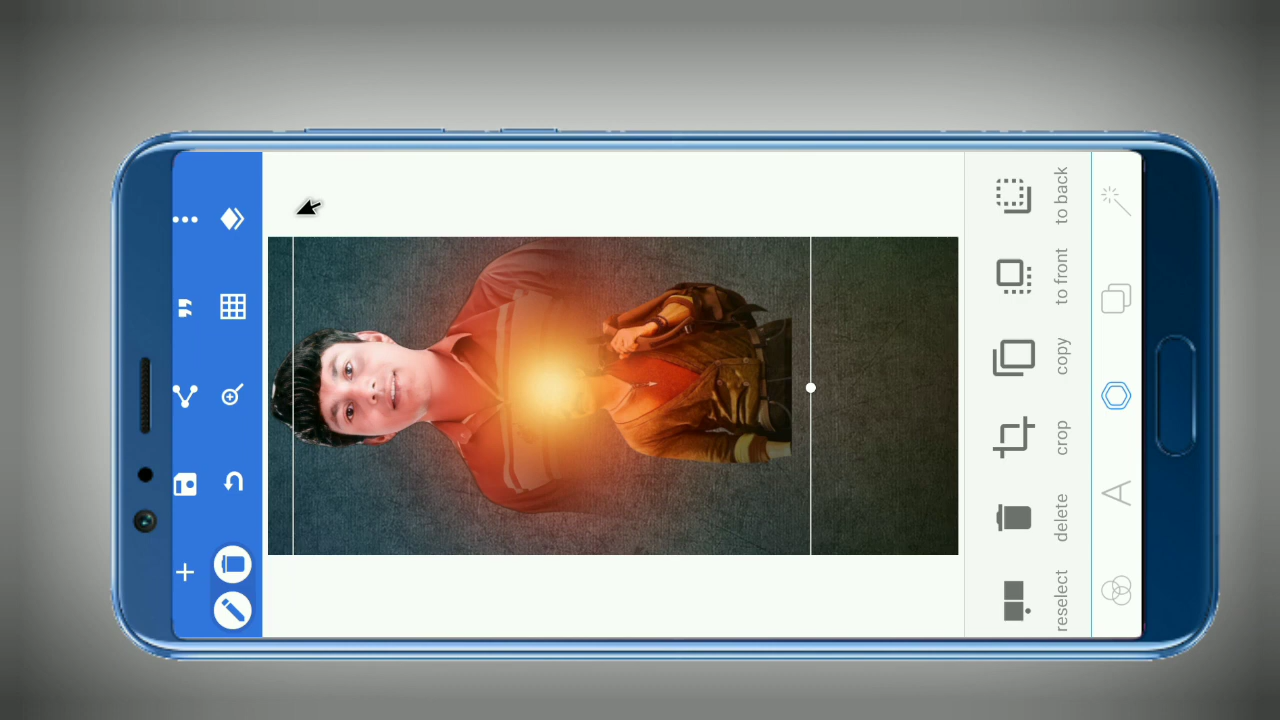 reselect
delete
crop
copy
to front
to back